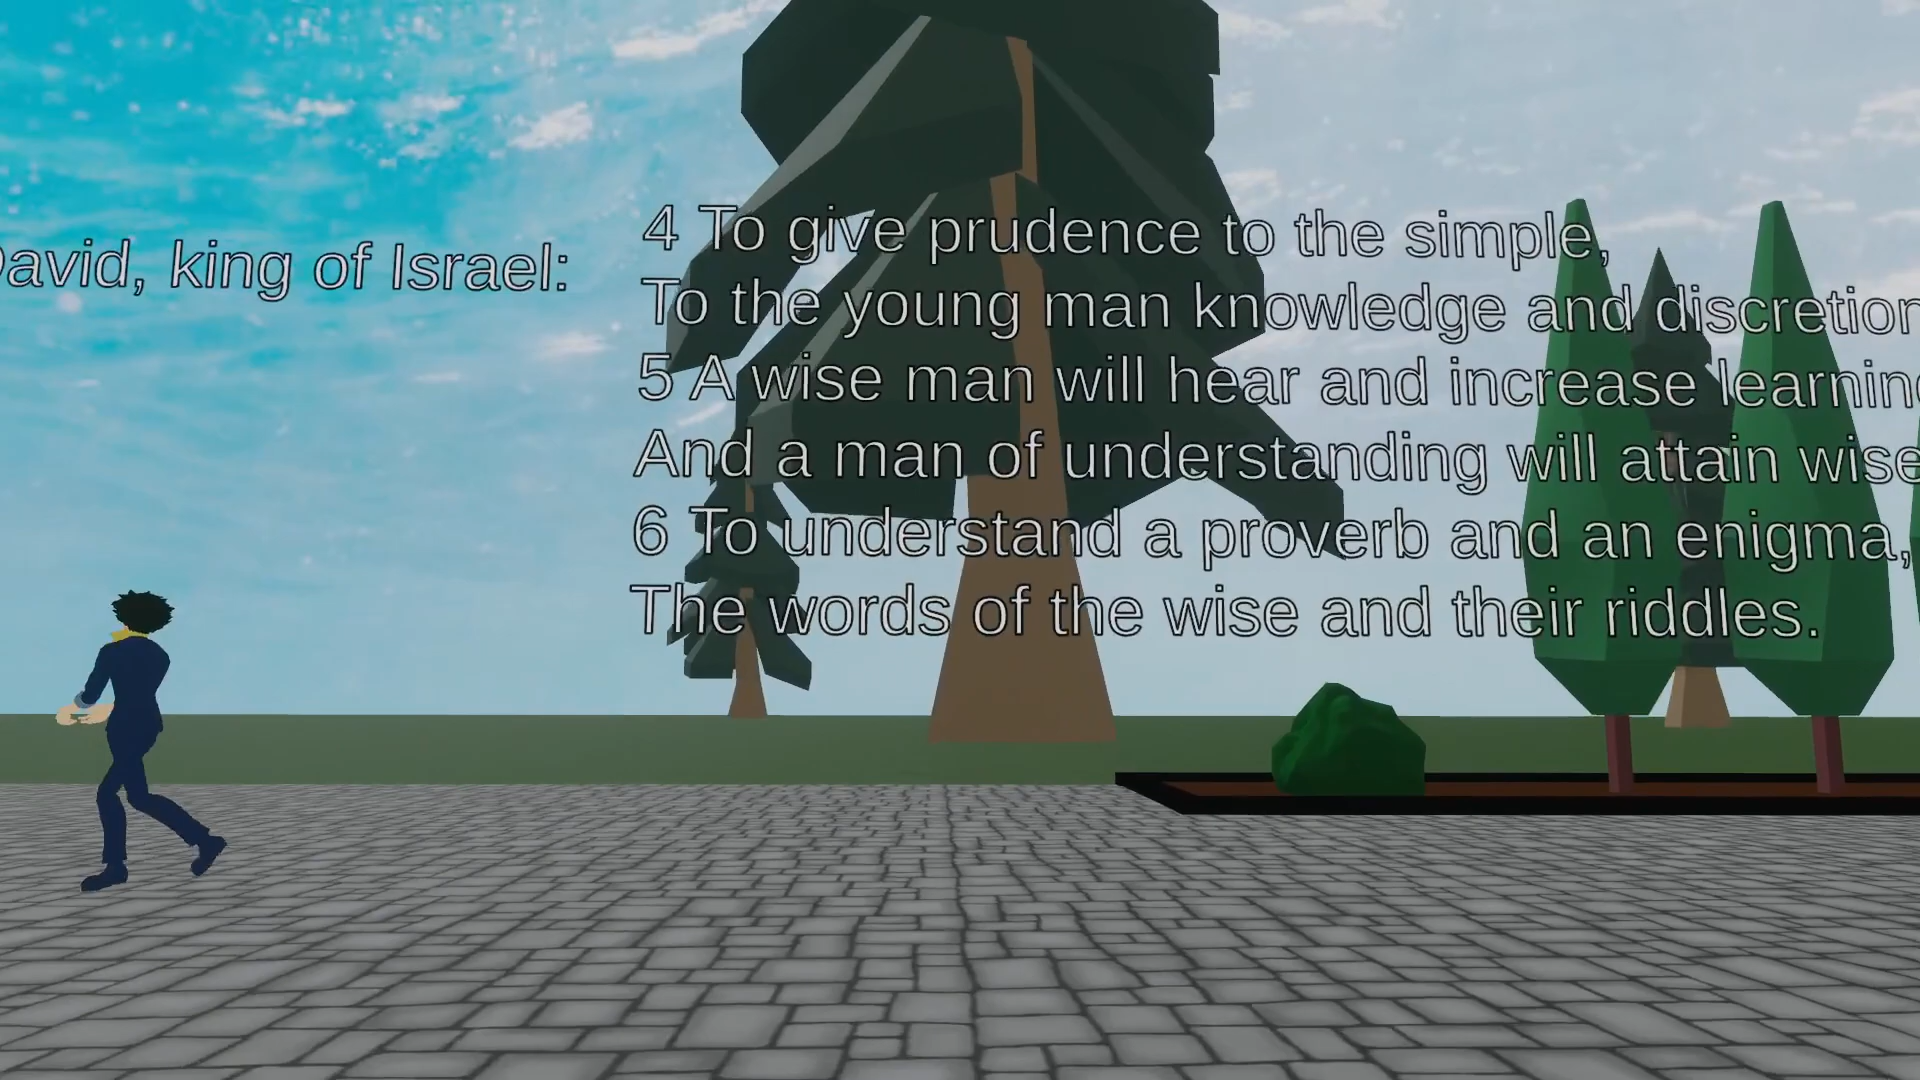 David, king of Israel:
4 To give prudence to the simple,
To the young man knowledge and discretion
5 A wise man will hear and increase learning
And a man of understanding will attain wise
6 To understand a proverb and an enigma,
The words of the wise and their riddles.